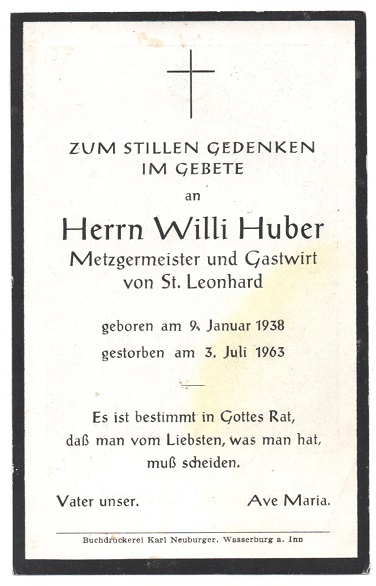 ZUM STILLEN GEDENKEN
IM GEBETE
an
Herrn Willi Huber
Metzgermeister und Gastwirt
von St. Leonhard
geboren am 9. Januar 1938
gestorben am 3. Juli 1963
Es ist bestimmt in Gottes Rat,
daß man vom Liebsten, was man hat,
muß scheiden.
Vater unser. Ave Maria.
Buchdruckerei Karl Neuburger, Wasserburg a. Inn